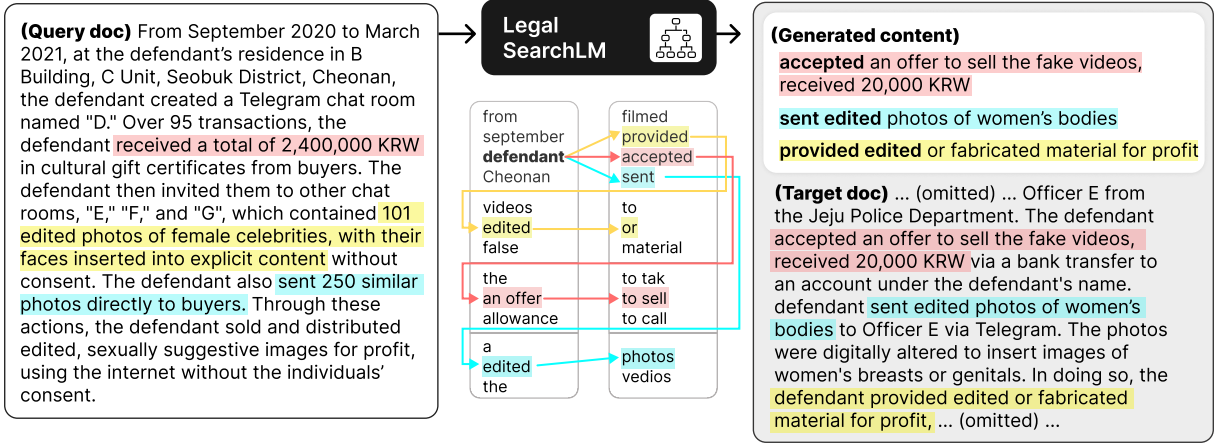 (Query doc) From September 2020 to March
2021, at the defendant's residence in B
Building, C Unit, Seobuk District, Cheonan,
the defendant created a Telegram chat room
named "D." Over 95 transactions, the
defendant received a total of 2,400,000 KRW
in cultural gift certificates from buyers. The
defendant then invited them to other chat
rooms, "E," "F," and "G", which contained 101
edited photos of female celebrities, with their
faces inserted into explicit content without
consent. The defendant also sent 250 similar
photos directly to buyers. Through these
actions, the defendant sold and distributed
edited, sexually suggestive images for profit,
using the internet without the individuals'
consent.
Legal
SearchLM
from
september
defendant
Cheonan
filmed
provided
accepted
sent
videos
edited
false
to
or
material
the
an offer
allowance
to tak
to sell
to call
a
edited
the
photos
vedios
(Generated content)
accepted an offer to sell the fake videos,
received 20,000 KRW
sent edited photos of women's bodies
provided edited or fabricated material for profit
(Target doc) ... (omitted) ... Officer E from
the Jeju Police Department. The defendant
accepted an offer to sell the fake videos,
received 20,000 KRW via a bank transfer to
an account under the defendant's name.
defendant sent edited photos of women's
bodies to Officer E via Telegram. The photos
were digitally altered to insert images of
women's breasts or genitals. In doing so, the
defendant provided edited or fabricated
material for profit, ... (omitted) ...